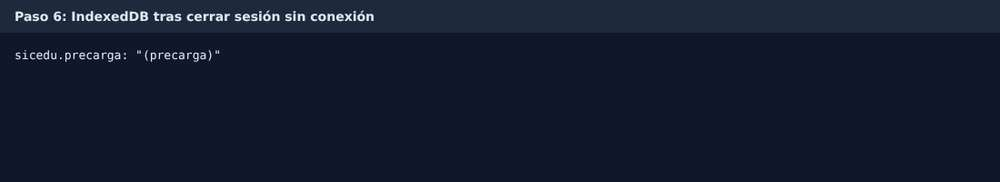 Paso 6: IndexedDB tras cerrar sesión sin conexión
sicedu.precarga: "(precarga)"